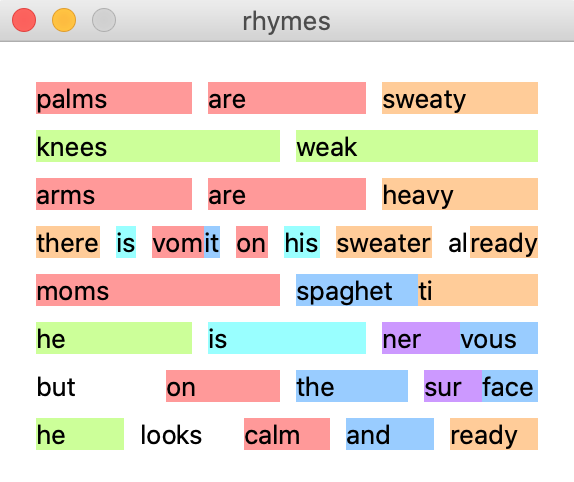 rhymes
palms are sweaty
knees weak
arms are heavy
there is vomit on his sweater already
moms spaghetti
he is nervous
but on the surface
he looks calm and ready